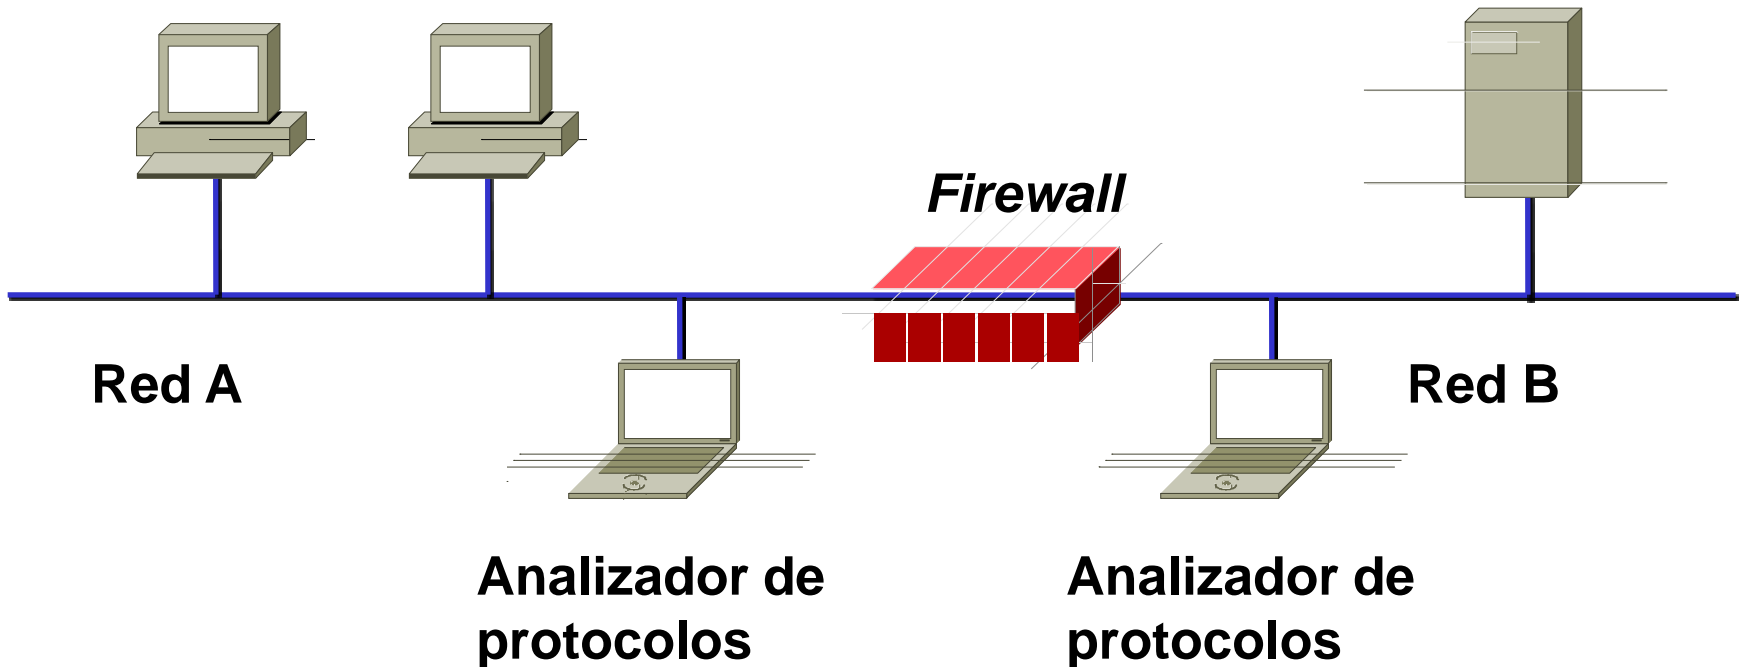 Firewall
Red A
Red B
Analizador de
protocolos
Analizador de
protocolos